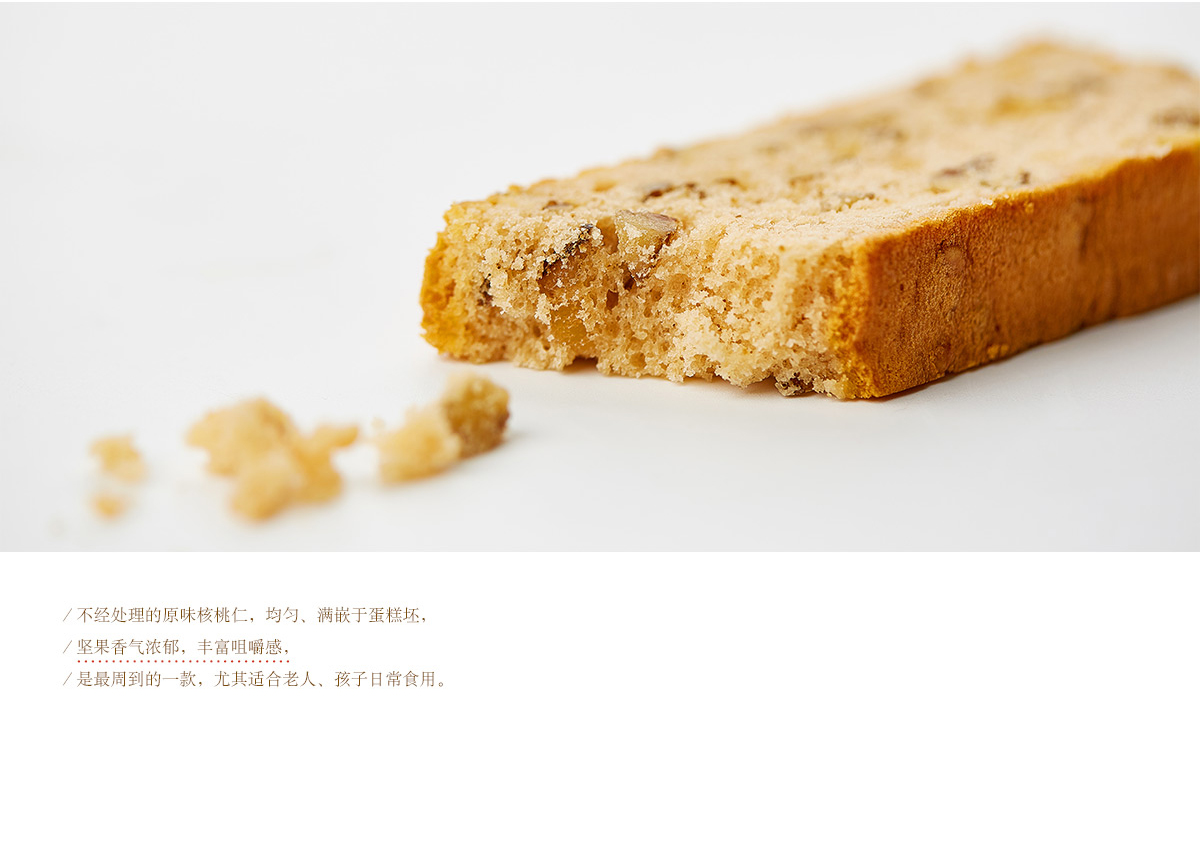 / 不经处理的原味核桃仁，均匀、满嵌于蛋糕坯，
/ 坚果香气浓郁，丰富咀嚼感，
/ 是最周到的一款，尤其适合老人、孩子日常食用。